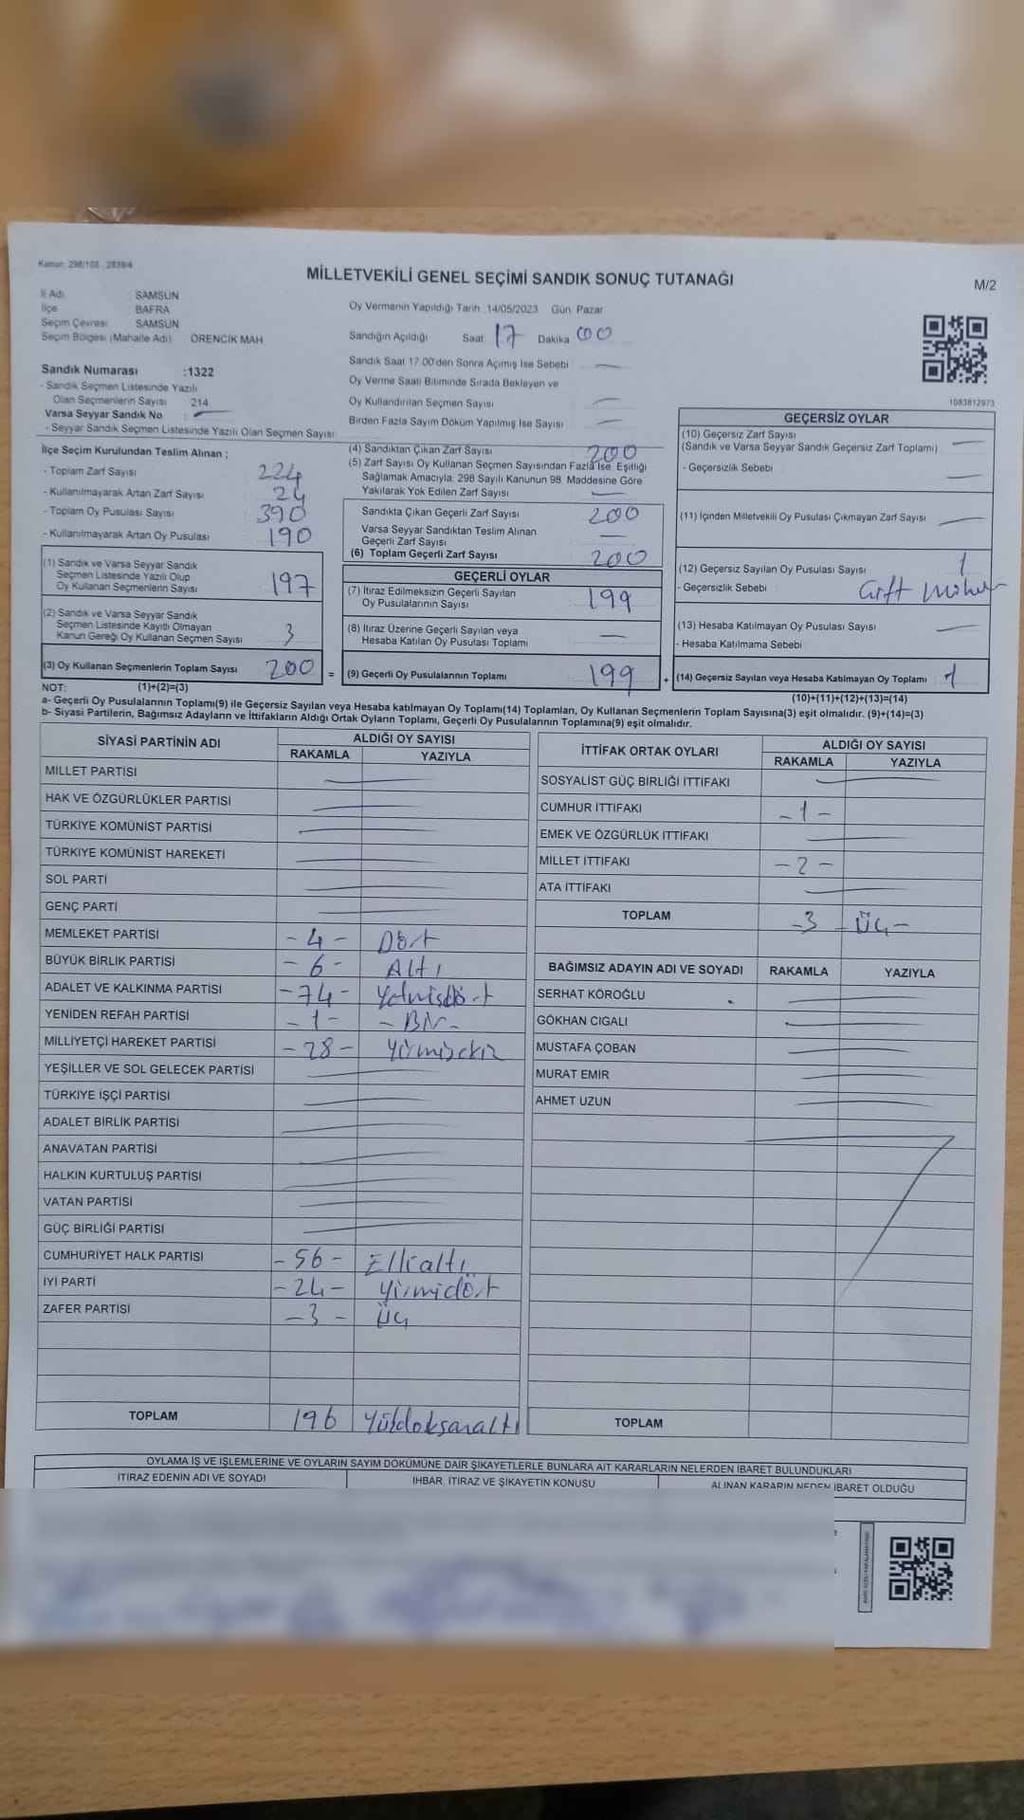 Kanun: 298/105 - 2839/4
MİLLETVEKİLİ GENEL SEÇİMİ SANDIK SONUÇ TUTANAĞI
M/2
İl Adı : SAMSUN
İlçe : BAFRA
Seçim Çevresi : SAMSUN
Seçim Bölgesi (Mahalle Adı) : ÖRENCİK MAH
Sandık Numarası :1322
- Sandık Seçmen Listesinde Yazılı
Olan Seçmenlerin Sayısı : 214
Varsa Seyyar Sandık No : —
- Seyyar Sandık Seçmen Listesinde Yazılı Olan Seçmen Sayısı:
Oy Vermenin Yapıldığı Tarih :14/05/2023 Gün :Pazar
Sandığın Açıldığı Saat 17 Dakika 00
Sandık Saat 17.00'den Sonra Açımış İse Sebebi —
Oy Verme Saati Bitiminde Sırada Bekleyen ve
Oy Kullandırılan Seçmen Sayısı —
Birden Fazla Sayım Döküm Yapılmış İse Sayısı —
1083812973
İlçe Seçim Kurulundan Teslim Alınan ;
- Toplam Zarf Sayısı 224
- Kullanılmayarak Artan Zarf Sayısı 24
- Toplam Oy Pusulası Sayısı 390
- Kullanılmayarak Artan Oy Pusulası 190
(1) Sandık ve Varsa Seyyar Sandık
Seçmen Listesinde Yazılı Olup
Oy Kullanan Seçmenlerin Sayısı 197
(2) Sandık ve Varsa Seyyar Sandık
Seçmen Listesinde Kayıtlı Olmayan
Kanun Gereği Oy Kullanan Seçmen Sayısı 3
(3) Oy Kullanan Seçmenlerin Toplam Sayısı 200 =
(1)+(2)=(3)
(4) Sandıktan Çıkan Zarf Sayısı 200
(5) Zarf Sayısı Oy Kullanan Seçmen Sayısından Fazla İse, Eşitliği
Sağlamak Amacıyla, 298 Sayılı Kanunun 98. Maddesine Göre
Yakılarak Yok Edilen Zarf Sayısı —
Sandıkta Çıkan Geçerli Zarf Sayısı 200
Varsa Seyyar Sandıktan Teslim Alınan
Geçerli Zarf Sayısı —
(6) Toplam Geçerli Zarf Sayısı 200
GEÇERLİ OYLAR
(7) İtiraz Edilmeksizin Geçerli Sayılan
Oy Pusulalarının Sayısı 199
(8) İtiraz Üzerine Geçerli Sayılan veya
Hesaba Katılan Oy Pusulası Toplamı —
(9) Geçerli Oy Pusulalarının Toplamı 199 +
GEÇERSİZ OYLAR
(10) Geçersiz Zarf Sayısı
(Sandık ve Varsa Seyyar Sandık Geçersiz Zarf Toplamı) —
- Geçersizlik Sebebi —
(11) İçinden Milletvekili Oy Pusulası Çıkmayan Zarf Sayısı —
(12) Geçersiz Sayılan Oy Pusulası Sayısı 1
- Geçersizlik Sebebi Çift Mühür
(13) Hesaba Katılmayan Oy Pusulası Sayısı —
- Hesaba Katılmama Sebebi
(14) Geçersiz Sayılan veya Hesaba Katılmayan Oy Toplamı 1
(10)+(11)+(12)+(13)=(14)
NOT:
a- Geçerli Oy Pusulalarının Toplamı(9) ile Geçersiz Sayılan veya Hesaba katılmayan Oy Toplamı(14) Toplamları, Oy Kullanan Seçmenlerin Toplam Sayısına(3) eşit olmalıdır. (9)+(14)=(3)
b- Siyasi Partilerin, Bağımsız Adayların ve İttifakların Aldığı Ortak Oyların Toplamı, Geçerli Oy Pusulalarının Toplamına(9) eşit olmalıdır.
SİYASİ PARTİNİN ADI ALDIĞI OY SAYISI
RAKAMLA YAZIYLA
MİLLET PARTİSİ —
HAK VE ÖZGÜRLÜKLER PARTİSİ —
TÜRKİYE KOMÜNİST PARTİSİ —
TÜRKİYE KOMÜNİST HAREKETİ —
SOL PARTİ —
GENÇ PARTİ —
MEMLEKET PARTİSİ -4- Dört
BÜYÜK BİRLİK PARTİSİ -6- Altı
ADALET VE KALKINMA PARTİSİ -74- Yetmişdört
YENİDEN REFAH PARTİSİ -1- -Bir-
MİLLİYETÇİ HAREKET PARTİSİ -28- Yirmisekiz
YEŞİLLER VE SOL GELECEK PARTİSİ —
TÜRKİYE İŞÇİ PARTİSİ —
ADALET BİRLİK PARTİSİ —
ANAVATAN PARTİSİ —
HALKIN KURTULUŞ PARTİSİ —
VATAN PARTİSİ —
GÜÇ BİRLİĞİ PARTİSİ —
CUMHURİYET HALK PARTİSİ -56- Ellialtı
İYİ PARTİ -24- Yirmidört
ZAFER PARTİSİ -3- Üç
TOPLAM 196 Yüzdoksanaltı
İTTİFAK ORTAK OYLARI ALDIĞI OY SAYISI
RAKAMLA YAZIYLA
SOSYALİST GÜÇ BİRLİĞİ İTTİFAKI —
CUMHUR İTTİFAKI -1-
EMEK VE ÖZGÜRLÜK İTTİFAKI —
MİLLET İTTİFAKI -2-
ATA İTTİFAKI —
TOPLAM -3- Üç-
BAĞIMSIZ ADAYIN ADI VE SOYADI RAKAMLA YAZIYLA
SERHAT KÖROĞLU —
GÖKHAN CIGALI —
MUSTAFA ÇOBAN —
MURAT EMİR —
AHMET UZUN —
TOPLAM
OYLAMA İŞ VE İŞLEMLERİNE VE OYLARIN SAYIM DÖKÜMÜNE DAİR ŞİKAYETLERLE BUNLARA AİT KARARLARIN NELERDEN İBARET BULUNDUKLARI
İTİRAZ EDENİN ADI VE SOYADI İHBAR, İTİRAZ VE ŞİKAYETİN KONUSU ALINAN KARARIN NEDEN İBARET OLDUĞU